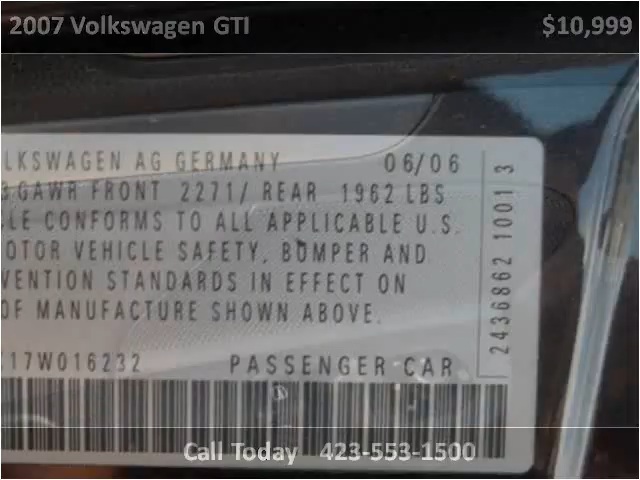 2007 Volkswagen GTI $10,999
LKSWAGEN AG GERMANY 06/06
GAWR FRONT 2271/ REAR 1962 LBS
LE CONFORMS TO ALL APPLICABLE U.S.
OTOR VEHICLE SAFETY, BUMPER AND
VENTION STANDARDS IN EFFECT ON
OF MANUFACTURE SHOWN ABOVE.
17W016232 PASSENGER CAR
2436862 10013
Call Today 423-553-1500